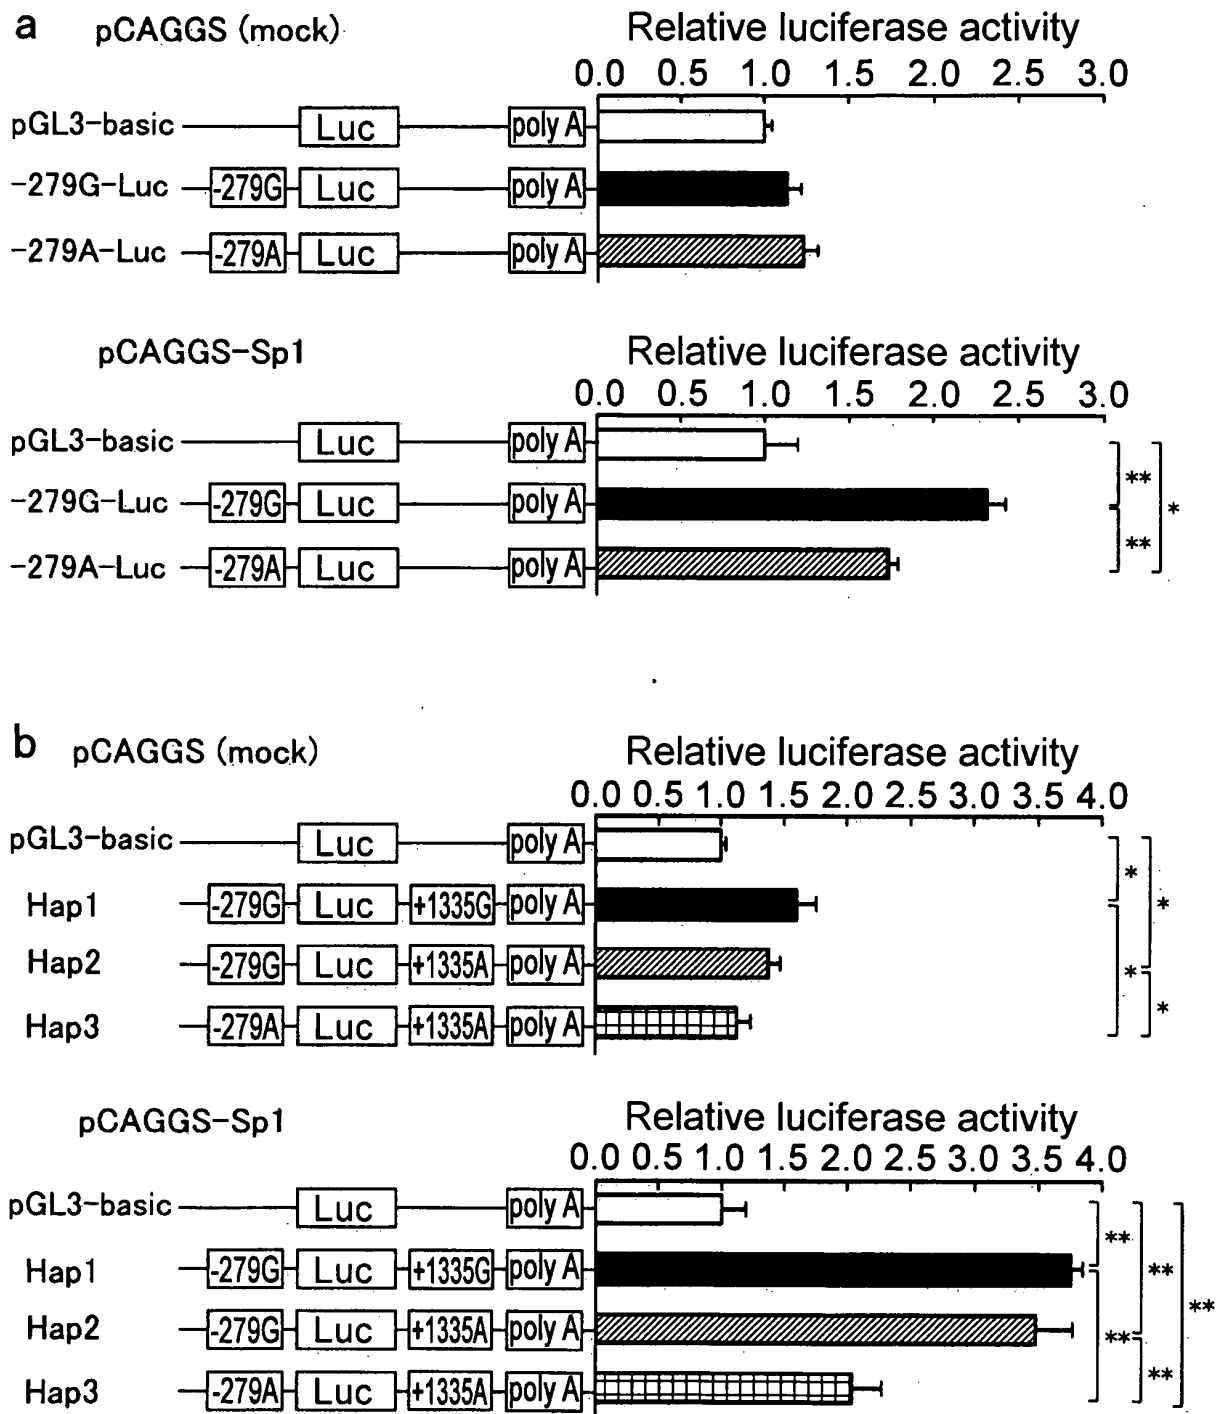 a pCAGGS (mock) Relative luciferase activity
0.0 0.5 1.0 1.5 2.0 2.5 3.0
pGL3-basic Luc poly A
-279G-Luc -279G Luc poly A
-279A-Luc -279A Luc poly A
pCAGGS-Sp1 Relative luciferase activity
0.0 0.5 1.0 1.5 2.0 2.5 3.0
pGL3-basic Luc poly A
**
-279G-Luc -279G Luc poly A *
**
-279A-Luc -279A Luc poly A
b pCAGGS (mock) Relative luciferase activity
0.0 0.5 1.0 1.5 2.0 2.5 3.0 3.5 4.0
pGL3-basic Luc poly A
*
Hap1 -279G Luc +1335G poly A *
Hap2 -279G Luc +1335A poly A *
*
Hap3 -279A Luc +1335A poly A
pCAGGS-Sp1 Relative luciferase activity
0.0 0.5 1.0 1.5 2.0 2.5 3.0 3.5 4.0
pGL3-basic Luc poly A
**
Hap1 -279G Luc +1335G poly A **
**
Hap2 -279G Luc +1335A poly A **
**
Hap3 -279A Luc +1335A poly A